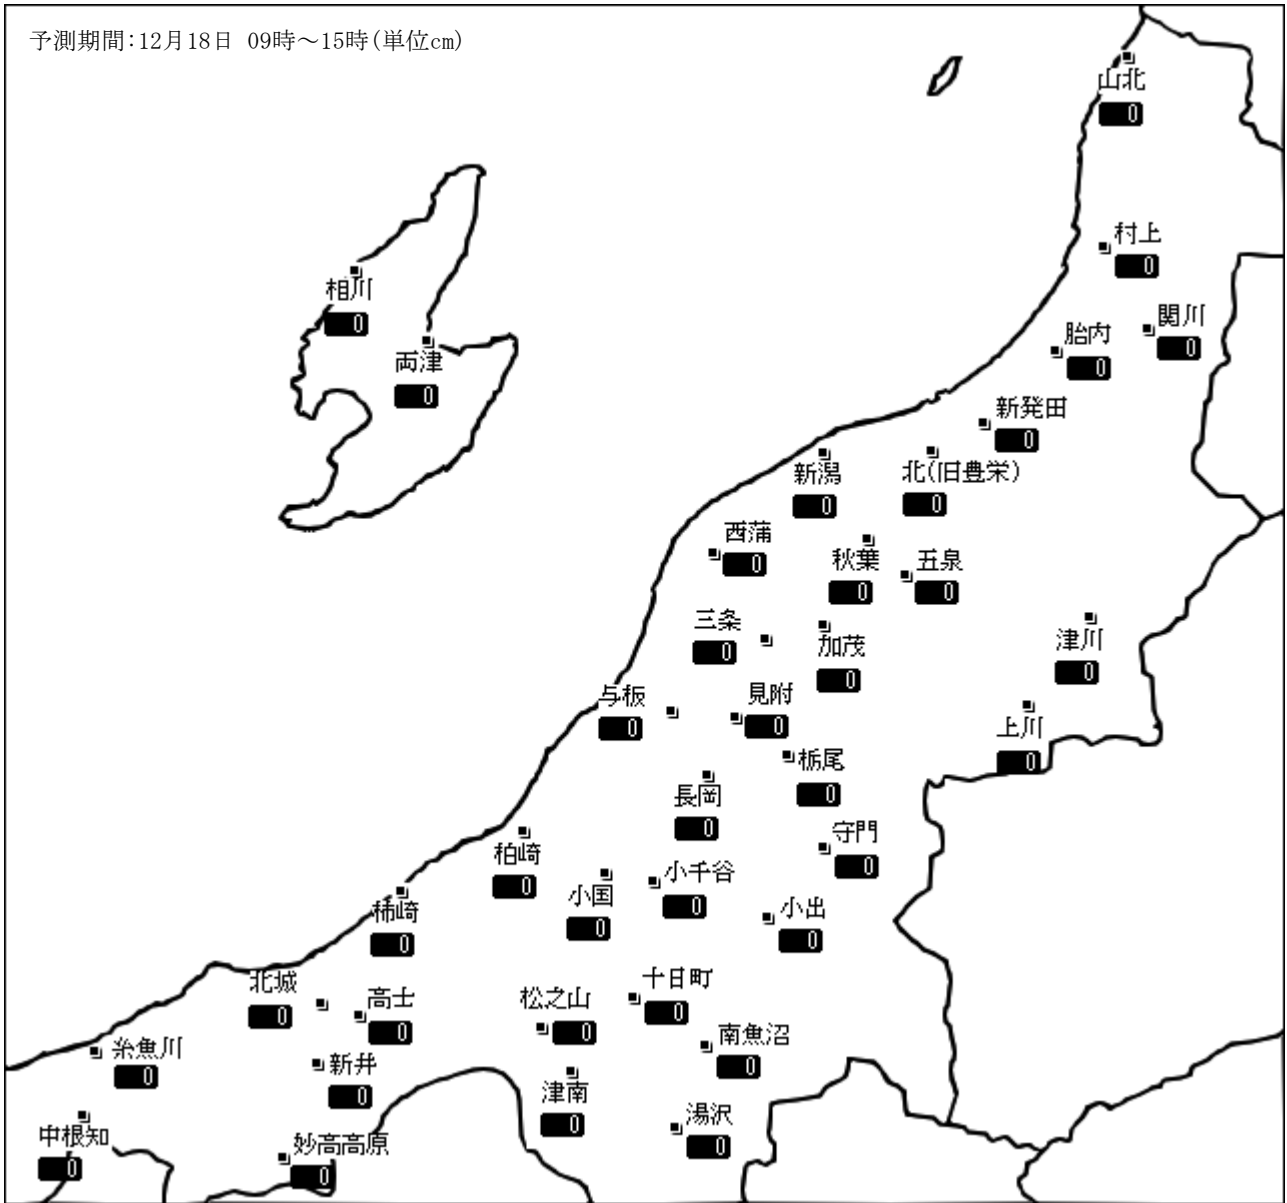 予測期間:12月18日 09時～15時(単位cm)
山北
0
村上
0
相川
0
関川
0
胎内
0
両津
0
新発田
0
新潟
0
北(旧豊栄)
0
西蒲
0
秋葉
0
五泉
0
三条
0
加茂
0
津川
0
与板
0
見附
0
上川
0
栃尾
0
長岡
0
守門
0
柏崎
0
小千谷
0
小国
0
小出
0
柿崎
0
北城
0
高士
0
松之山
0
十日町
0
南魚沼
0
糸魚川
0
新井
0
津南
0
湯沢
0
中根知
0
妙高高原
0